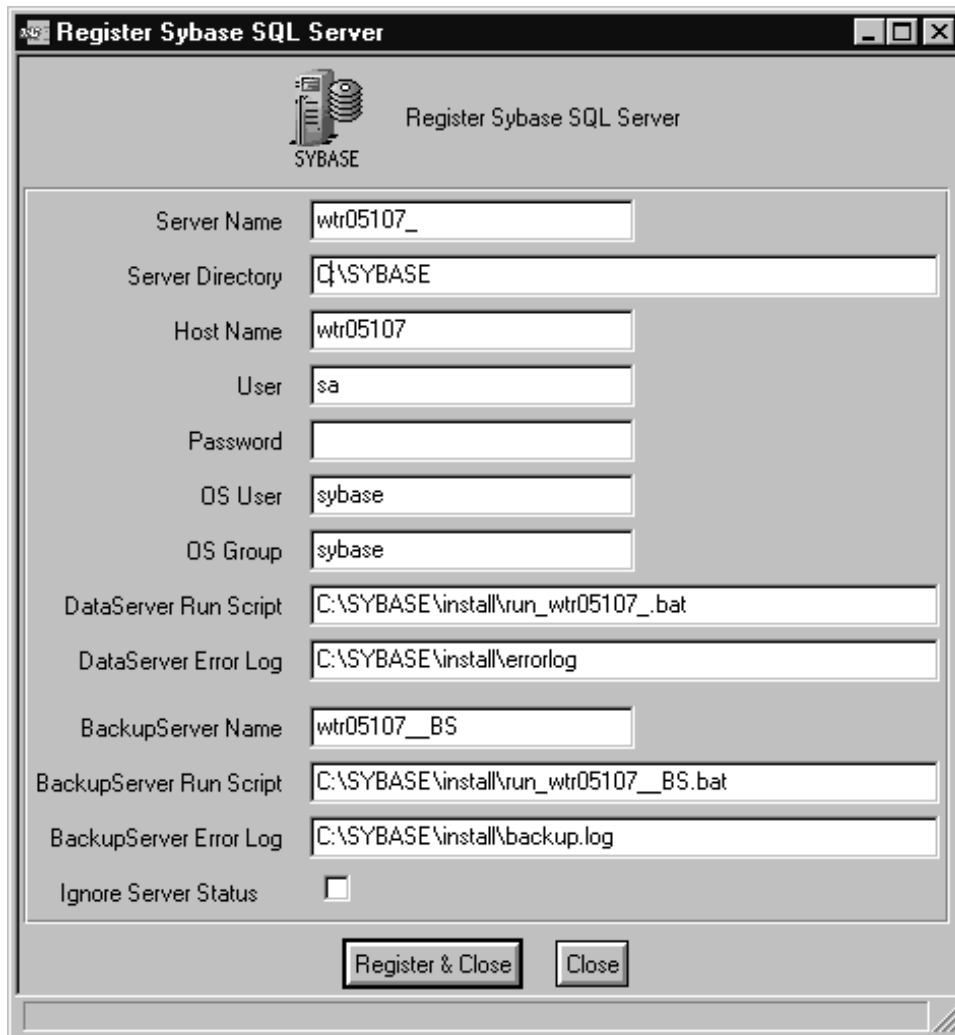 Register Sybase SQL Server
SYBASE
Register Sybase SQL Server
Server Name wtr05107_
Server Directory C:\SYBASE
Host Name wtr05107
User sa
Password
OS User sybase
OS Group sybase
DataServer Run Script C:\SYBASE\install\run_wtr05107_.bat
DataServer Error Log C:\SYBASE\install\errorlog
BackupServer Name wtr05107__BS
BackupServer Run Script C:\SYBASE\install\run_wtr05107__BS.bat
BackupServer Error Log C:\SYBASE\install\backup.log
Ignore Server Status
Register & Close Close